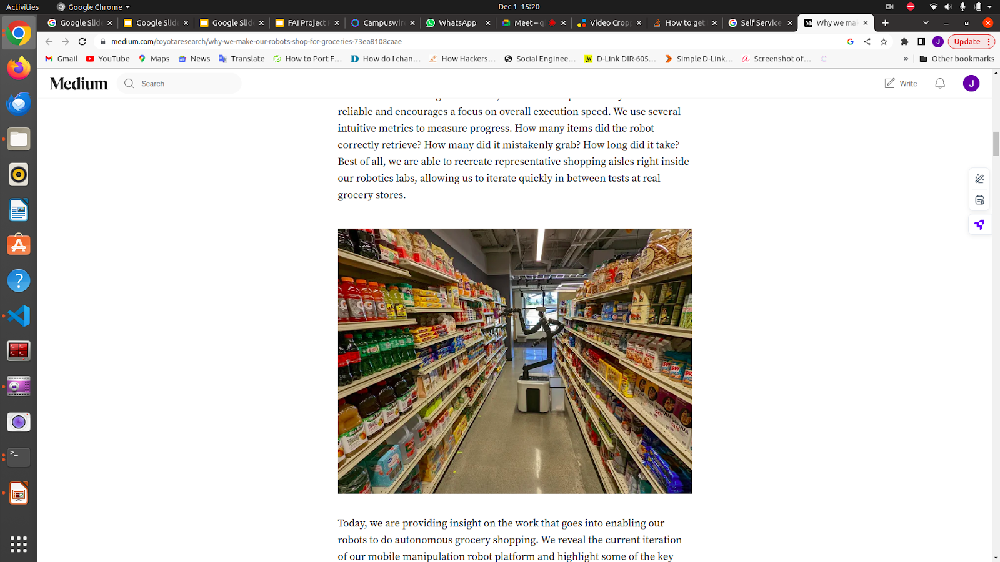 Activities
Google Chrome
Dec 1 15:20
Google Slid
Google Slide
Google Slid
FAI Project
Campuswir
WhatsApp
Meet – q
Video Crop
How to get
Self Service
Why we ma
medium.com/toyotaresearch/why-we-make-our-robots-shop-for-groceries-73ea8108caae
J
Update
Gmail
YouTube
Maps
News
Translate
How to Port F...
How do I chan...
How Hackers...
Social Enginee...
D-Link DIR-605...
Simple D-Link...
Screenshot of...
»
Other bookmarks
Medium
Search
Write
J
reliable and encourages a focus on overall execution speed. We use several
intuitive metrics to measure progress. How many items did the robot
correctly retrieve? How many did it mistakenly grab? How long did it take?
Best of all, we are able to recreate representative shopping aisles right inside
our robotics labs, allowing us to iterate quickly in between tests at real
grocery stores.
UMPQUA
OATS
Today, we are providing insight on the work that goes into enabling our
robots to do autonomous grocery shopping. We reveal the current iteration
of our mobile manipulation robot platform and highlight some of the key